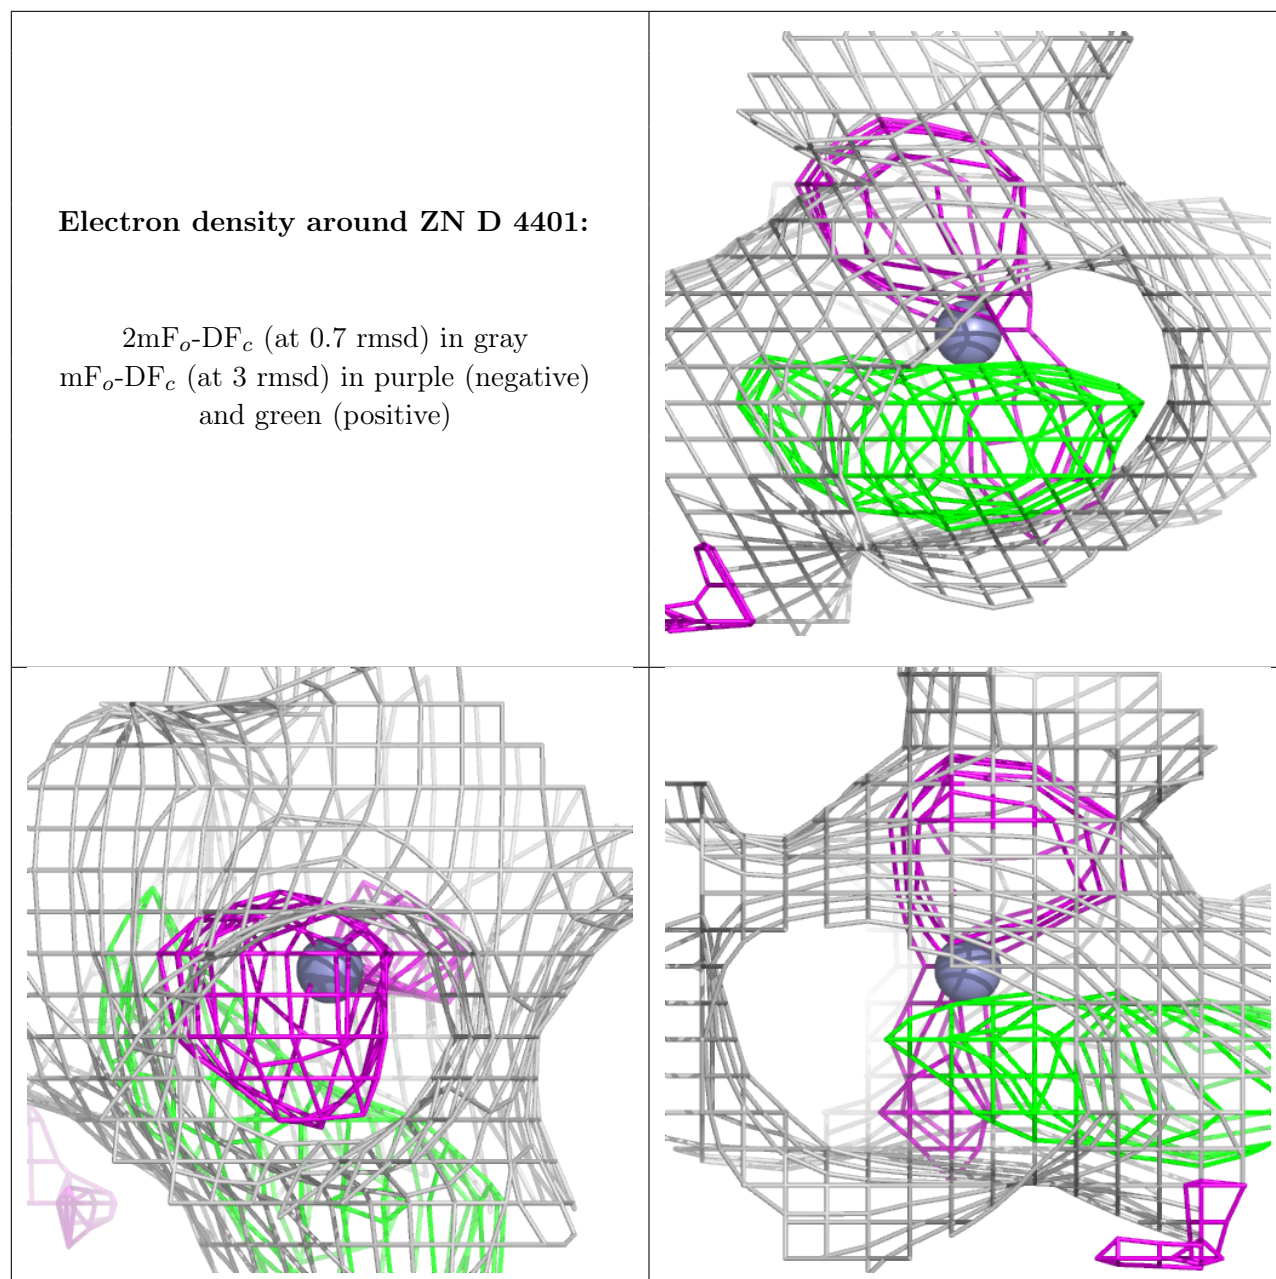 Electron density around ZN D 4401:
2mFo-DFc (at 0.7 rmsd) in gray
mFo-DFc (at 3 rmsd) in purple (negative)
and green (positive)